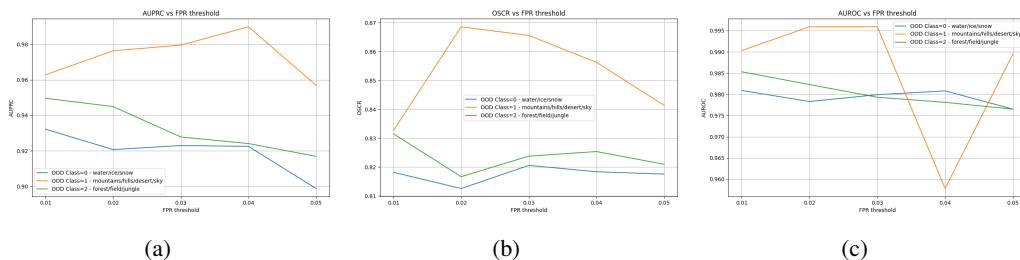 AUPRC vs FPR threshold
0.98
0.96
0.94
0.92
0.90
AUPRC
OOD Class=0 - water/ice/snow
OOD Class=1 - mountains/hills/desert/sky
OOD Class=2 - forest/field/jungle
0.01 0.02 0.03 0.04 0.05
FPR threshold
(a)
OSCR vs FPR threshold
0.87
0.86
0.85
0.84
0.83
0.82
0.81
OSCR
OOD Class=0 - water/ice/snow
OOD Class=1 - mountains/hills/desert/sky
OOD Class=2 - forest/field/jungle
0.01 0.02 0.03 0.04 0.05
FPR threshold
(b)
AUROC vs FPR threshold
0.995
0.990
0.985
0.980
0.975
0.970
0.965
0.960
AUROC
OOD Class=0 - water/ice/snow
OOD Class=1 - mountains/hills/desert/sky
OOD Class=2 - forest/field/jungle
0.01 0.02 0.03 0.04 0.05
FPR threshold
(c)